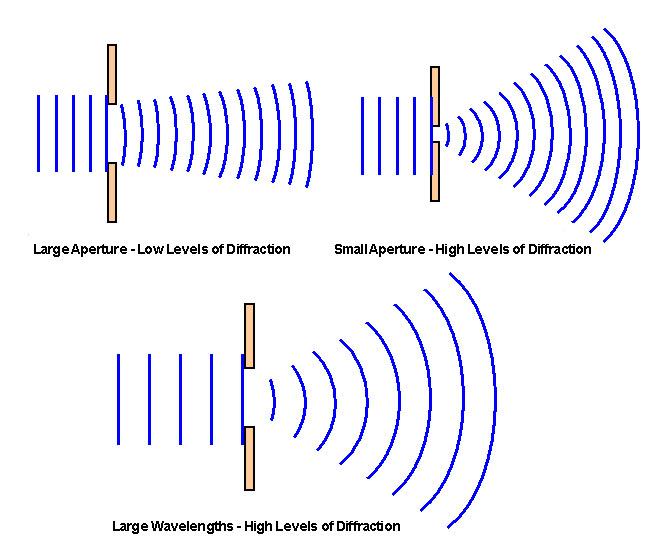 Large Aperture - Low Levels of Diffraction
Small Aperture - High Levels of Diffraction
Large Wavelengths - High Levels of Diffraction